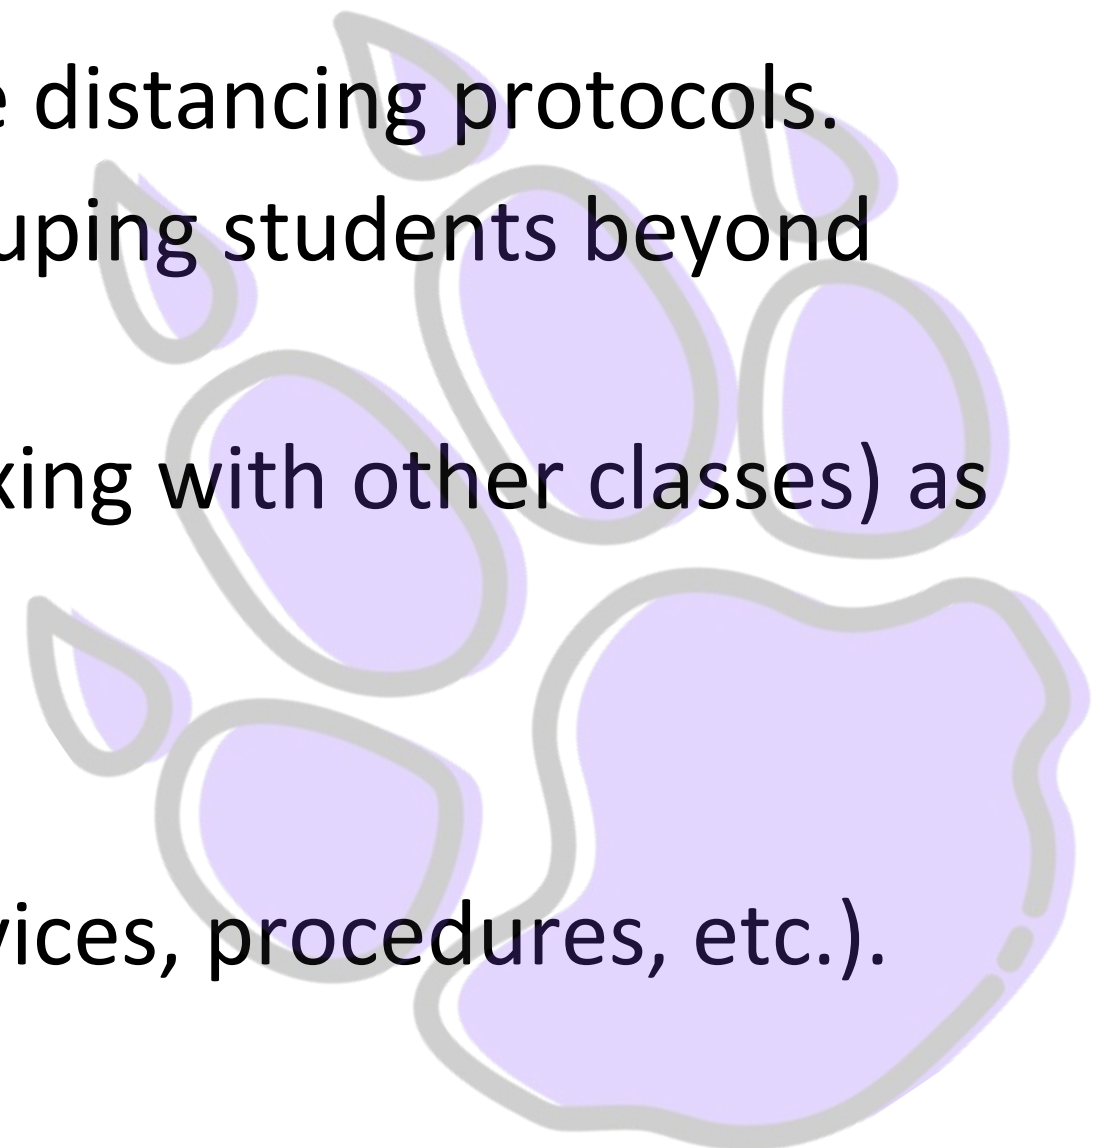 e distancing protocols.
uping students beyond
xing with other classes) as
vices, procedures, etc.).